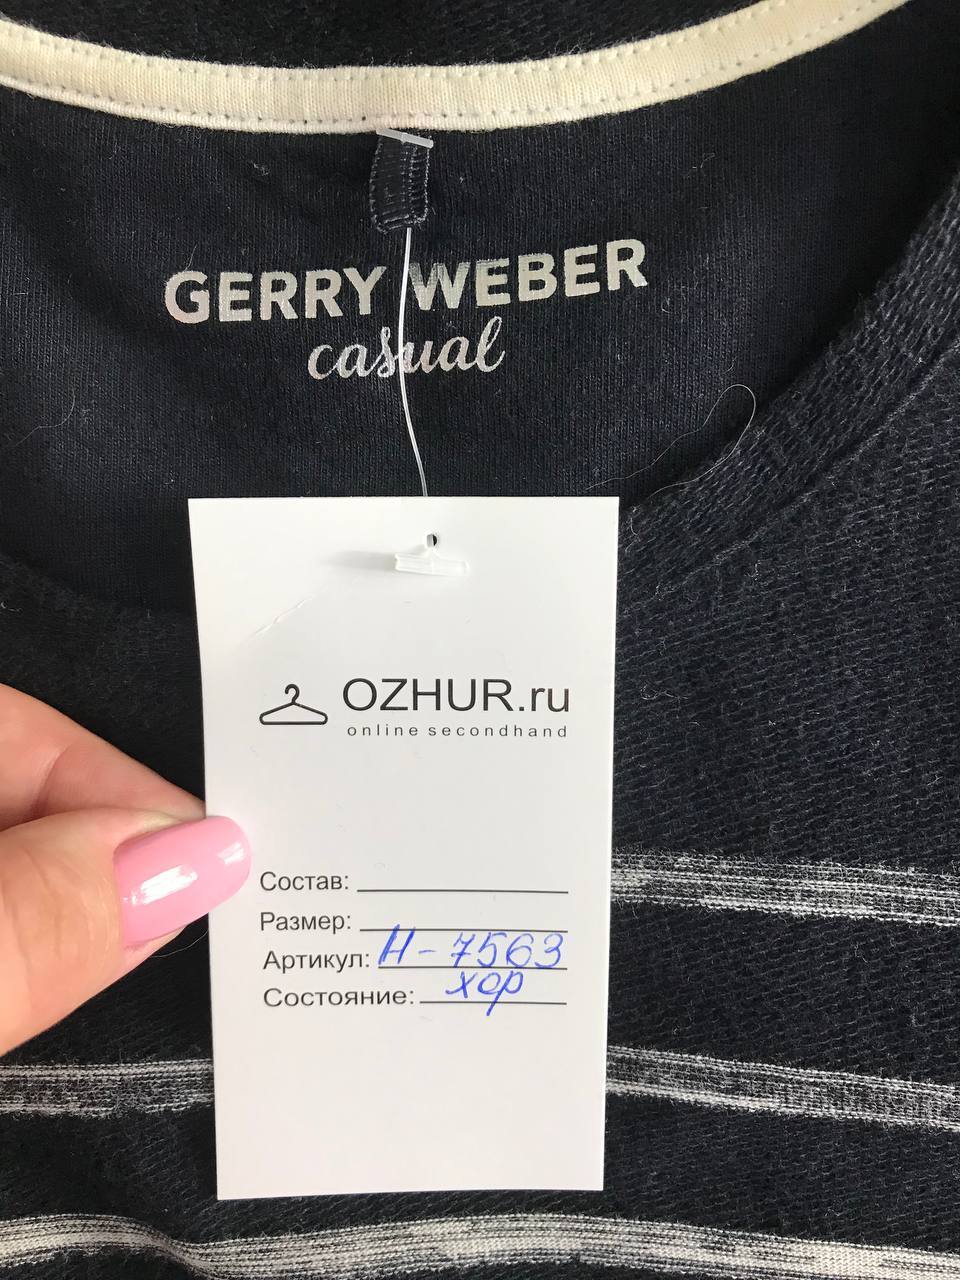 GERRY WEBER
casual
OZHUR.ru
online secondhand
Состав:
Размер:
Артикул: Н-7563
Состояние: хор